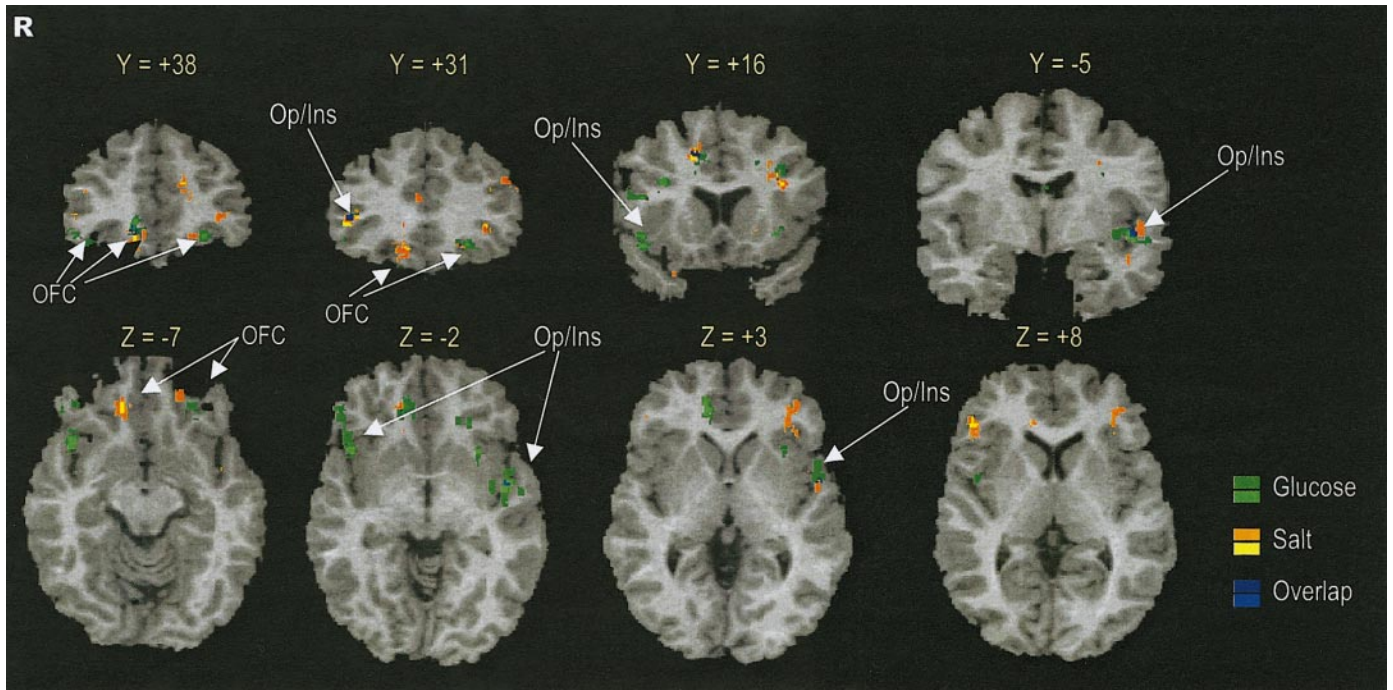 R
Y = +38
Y = +31
Y = +16
Y = -5
Op/Ins
Op/Ins
Op/Ins
OFC
OFC
Z = -7
OFC
Z = -2
Op/Ins
Z = +3
Op/Ins
Z = +8
Glucose
Salt
Overlap